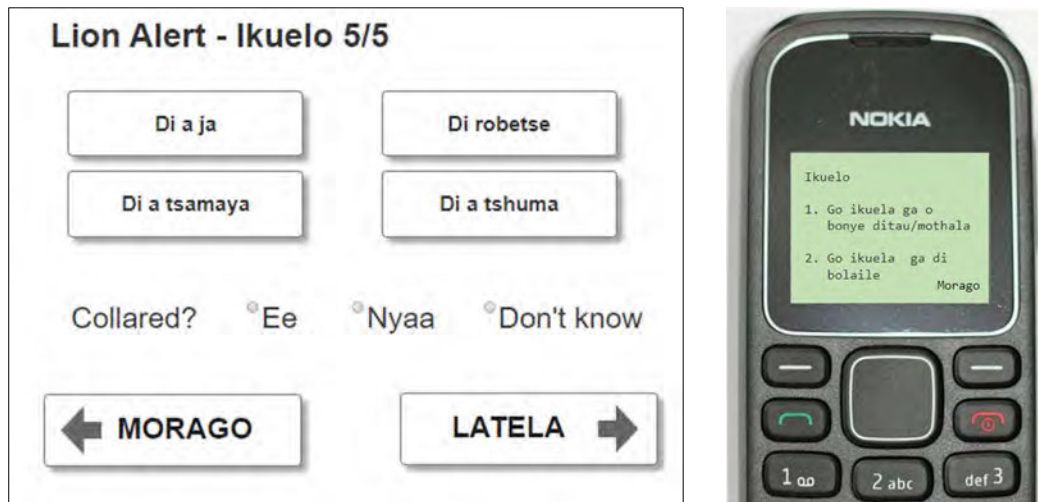 Lion Alert - Ikuelo 5/5
Di a ja
Di robetse
Di a tsamaya
Di a tshuma
Collared? Ee Nyaa Don't know
MORAGO
LATELA
NOKIA
Ikuelo
1. Go ikuela ga o
bonye ditau/mothala
2. Go ikuela ga di
bolaile
Morago
1
2 abc
def 3